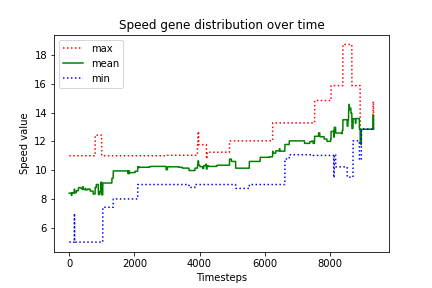 Speed gene distribution over time
max
mean
min
Speed value
18
16
14
12
10
8
6
0
2000
4000
6000
8000
Timesteps